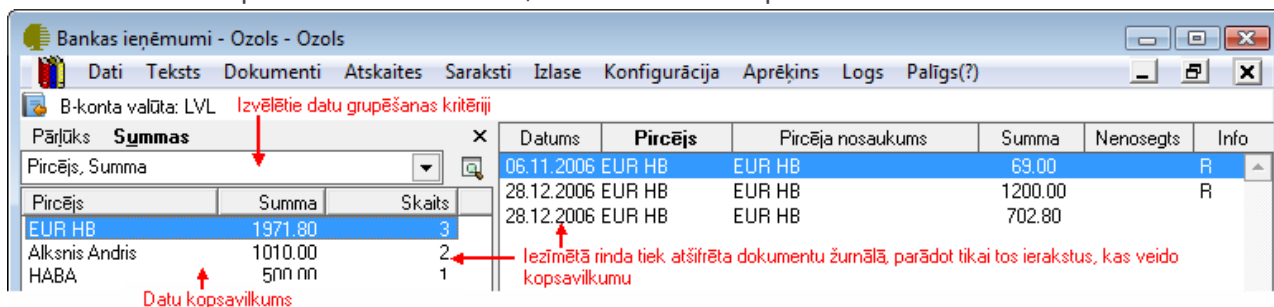 Bankas ieņēmumi - Ozols - Ozols
Dati Teksts Dokumenti Atskaites Saraksti Izlase Konfigurācija Aprēķins Logs Palīgs(?)
B-konta valūta: LVL Izvēlētie datu grupēšanas kritēriji
Pārlūks Summas
Pircējs, Summa
Pircējs Summa Skaits
EUR HB 1971.80 3
Alksnis Andris 1010.00 2
HABA 500.00 1
Datu kopsavilkums
Datums Pircējs Pircēja nosaukums Summa Nenosegts Info
06.11.2006 EUR HB EUR HB 69.00 R
28.12.2006 EUR HB EUR HB 1200.00 R
28.12.2006 EUR HB EUR HB 702.80
Iezīmētā rinda tiek atšifrēta dokumentu žurnālā, parādot tikai tos ierakstus, kas veido
kopsavilkumu